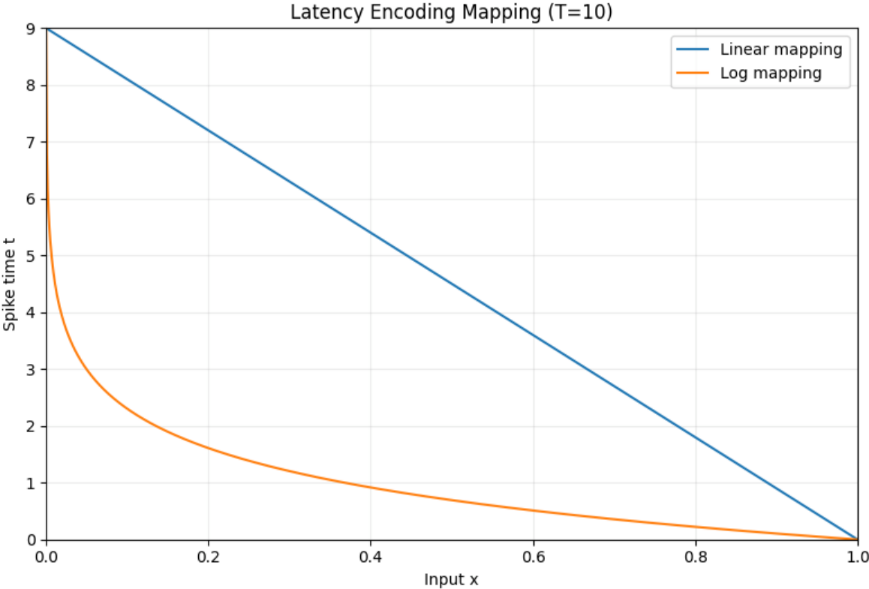 Latency Encoding Mapping (T=10)
Linear mapping
Log mapping
Spike time t
9
8
7
6
5
4
3
2
1
0
0.0 0.2 0.4 0.6 0.8 1.0
Input x